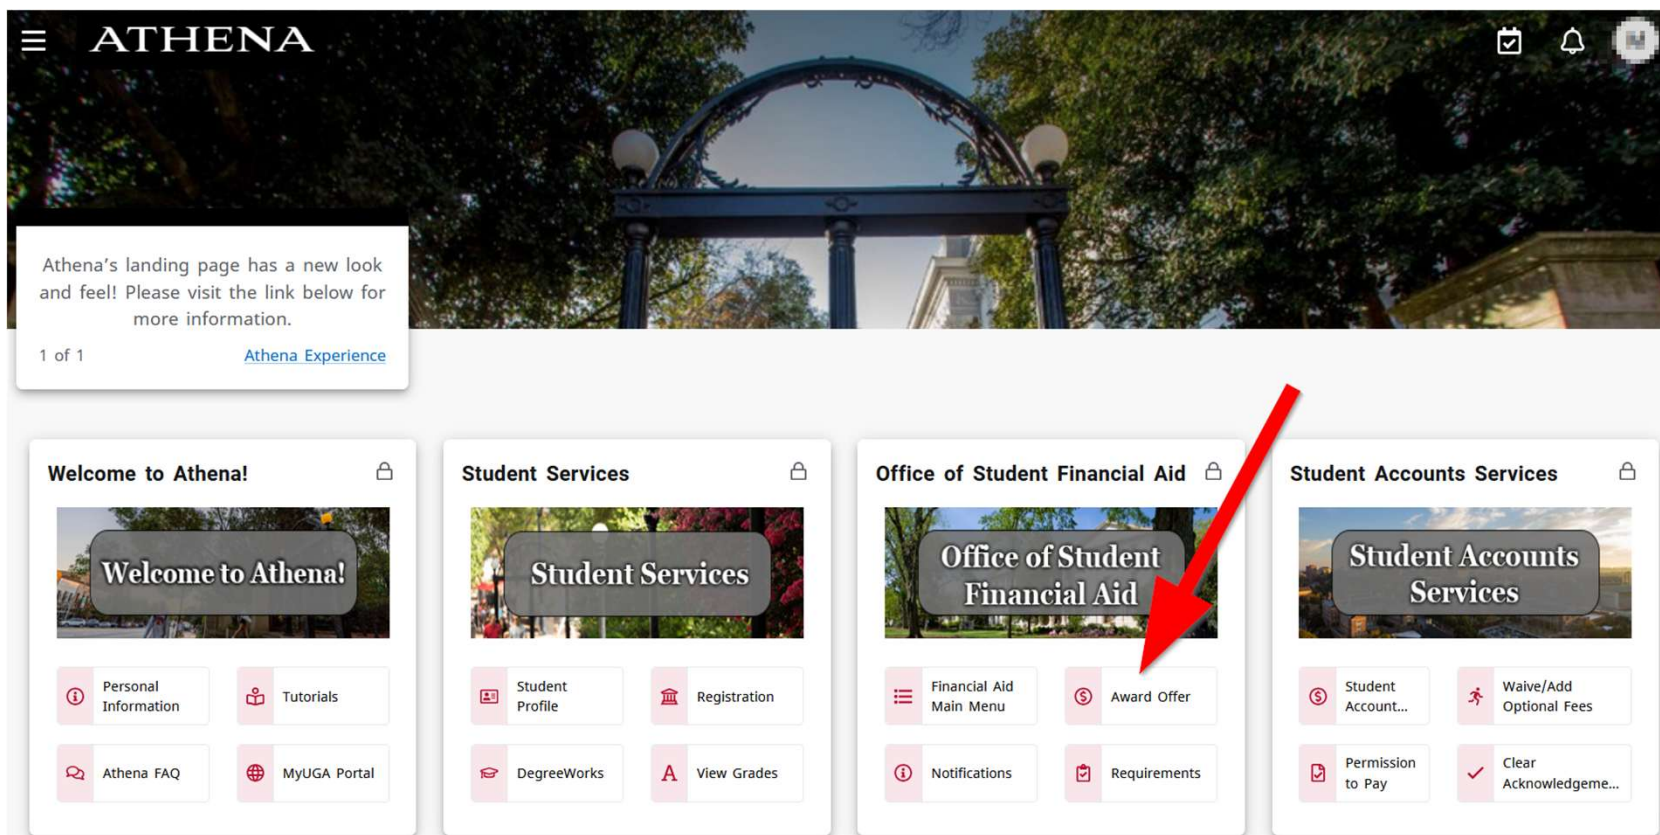 ATHENA
Athena's landing page has a new look
and feel! Please visit the link below for
more information.
1 of 1
Athena Experience
Welcome to Athena!
Welcome to Athena!
Personal
Information
Tutorials
Athena FAQ
MyUGA Portal
Student Services
Student Services
Student
Profile
Registration
DegreeWorks
View Grades
Office of Student Financial Aid
Office of Student
Financial Aid
Financial Aid
Main Menu
Award Offer
Notifications
Requirements
Student Accounts Services
Student Accounts
Services
Student
Account...
Waive/Add
Optional Fees
Permission
to Pay
Clear
Acknowledgeme...